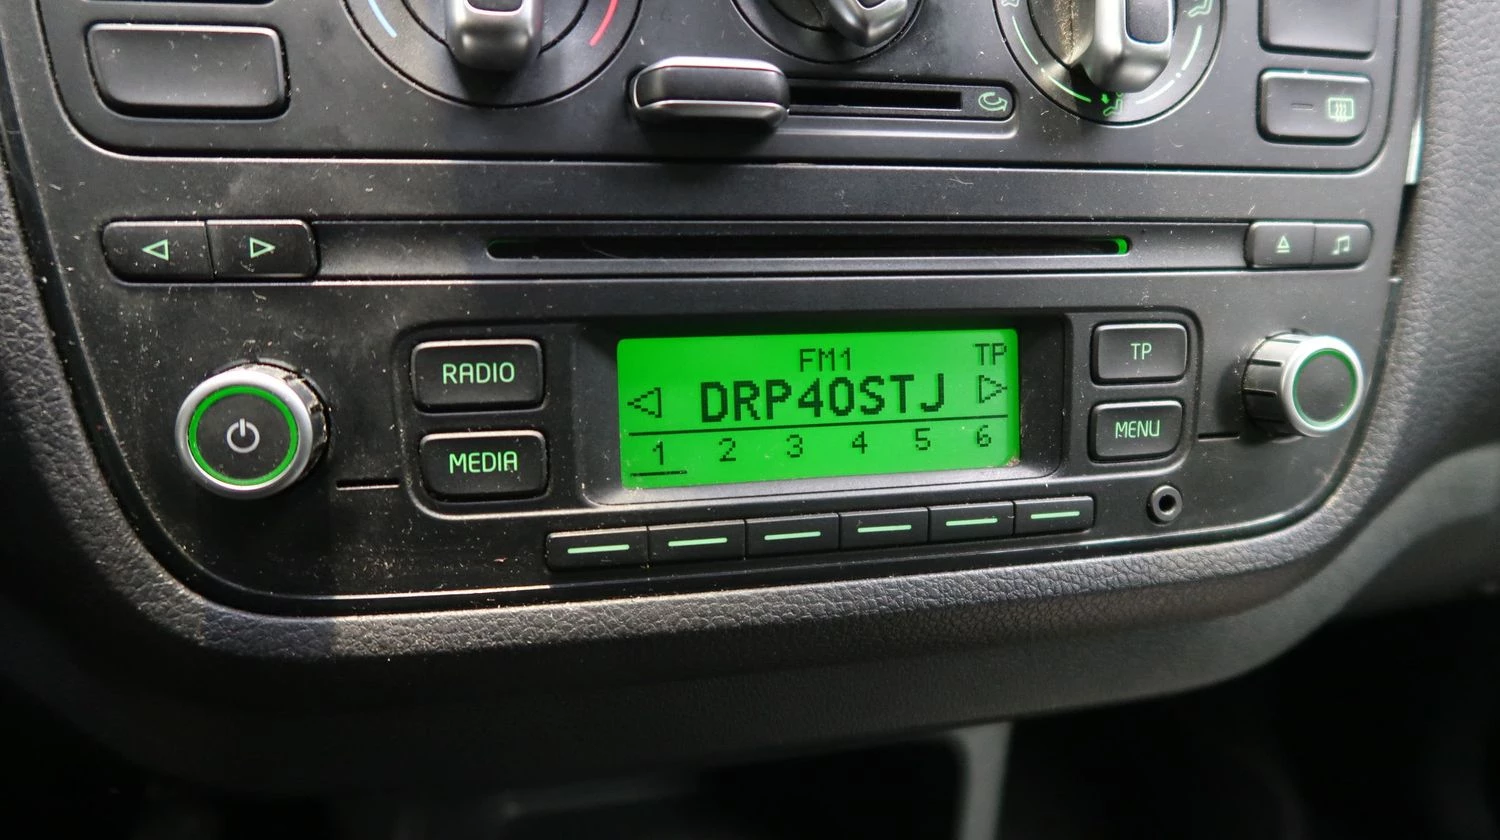 RADIO
MEDIA
FM1
TP
DRP40STJ
1 2 3 4 5 6
TP
MENU